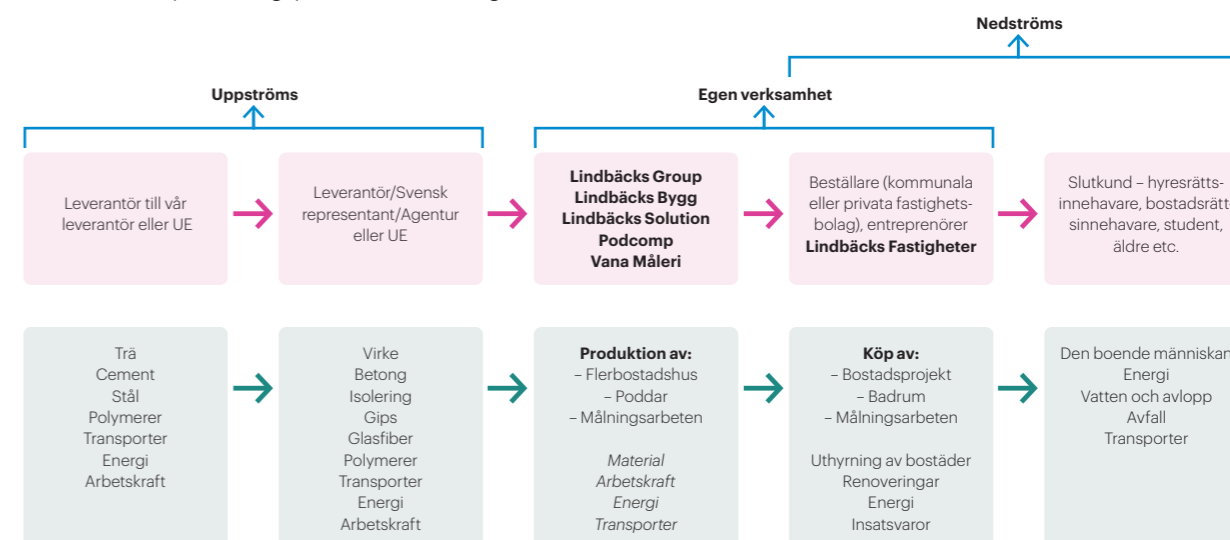 Nedströms
Uppströms
Egen verksamhet
Leverantör till vår
leverantör eller UE
Leverantör/Svensk
representant/Agentur
eller UE
Lindbäcks Group
Lindbäcks Bygg
Lindbäcks Solution
Podcomp
Vana Måleri
Beställare (kommunala
eller privata fastighets-
bolag), entreprenörer
Lindbäcks Fastigheter
Slutkund – hyresrätts-
innehavare, bostadsrätt
sinnehavare, student,
äldre etc.
Trä
Cement
Stål
Polymerer
Transporter
Energi
Arbetskraft
Virke
Betong
Isolering
Gips
Glasfiber
Polymerer
Transporter
Energi
Arbetskraft
Produktion av:
– Flerbostadshus
– Poddar
– Målningsarbeten
Material
Arbetskraft
Energi
Transporter
Köp av:
– Bostadsprojekt
– Badrum
– Målningsarbeten
Uthyrning av bostäder
Renoveringar
Energi
Insatsvaror
Den boende människan
Energi
Vatten och avlopp
Avfall
Transporter